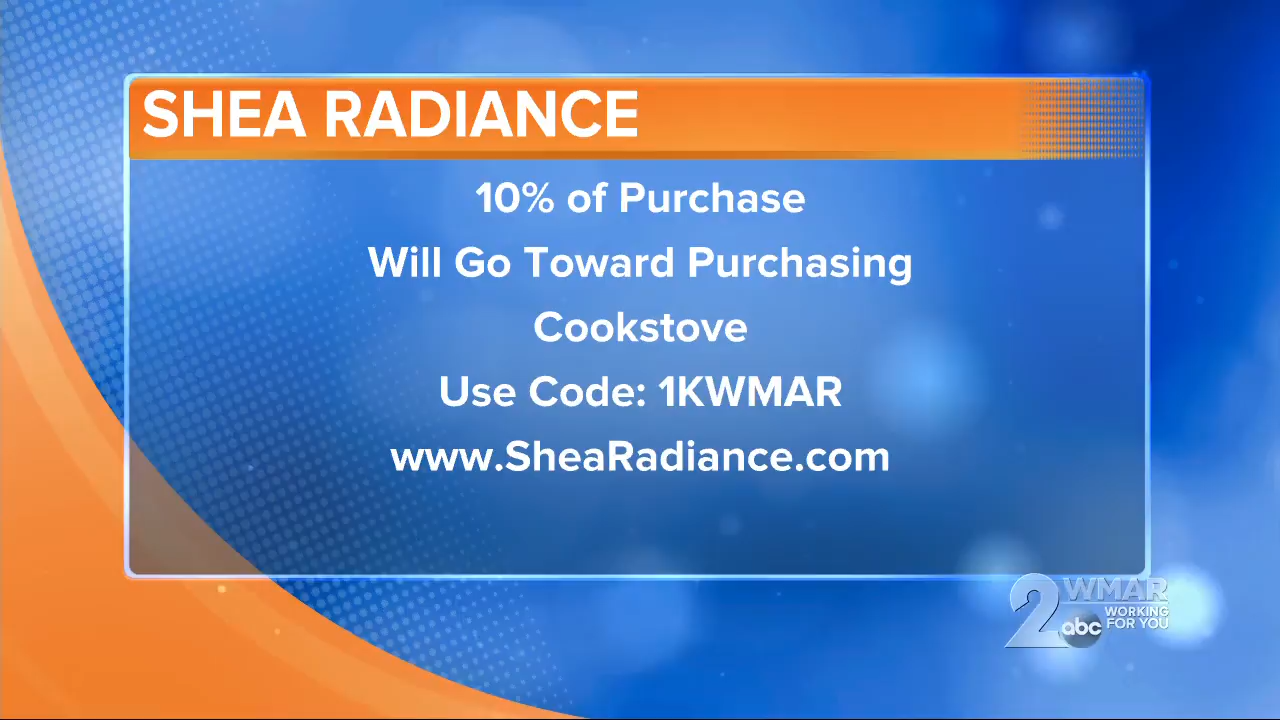 SHEA RADIANCE
10% of Purchase
Will Go Toward Purchasing
Cookstove
Use Code: 1KWMAR
www.SheaRadiance.com
2 WMAR
abc
WORKING
FOR YOU